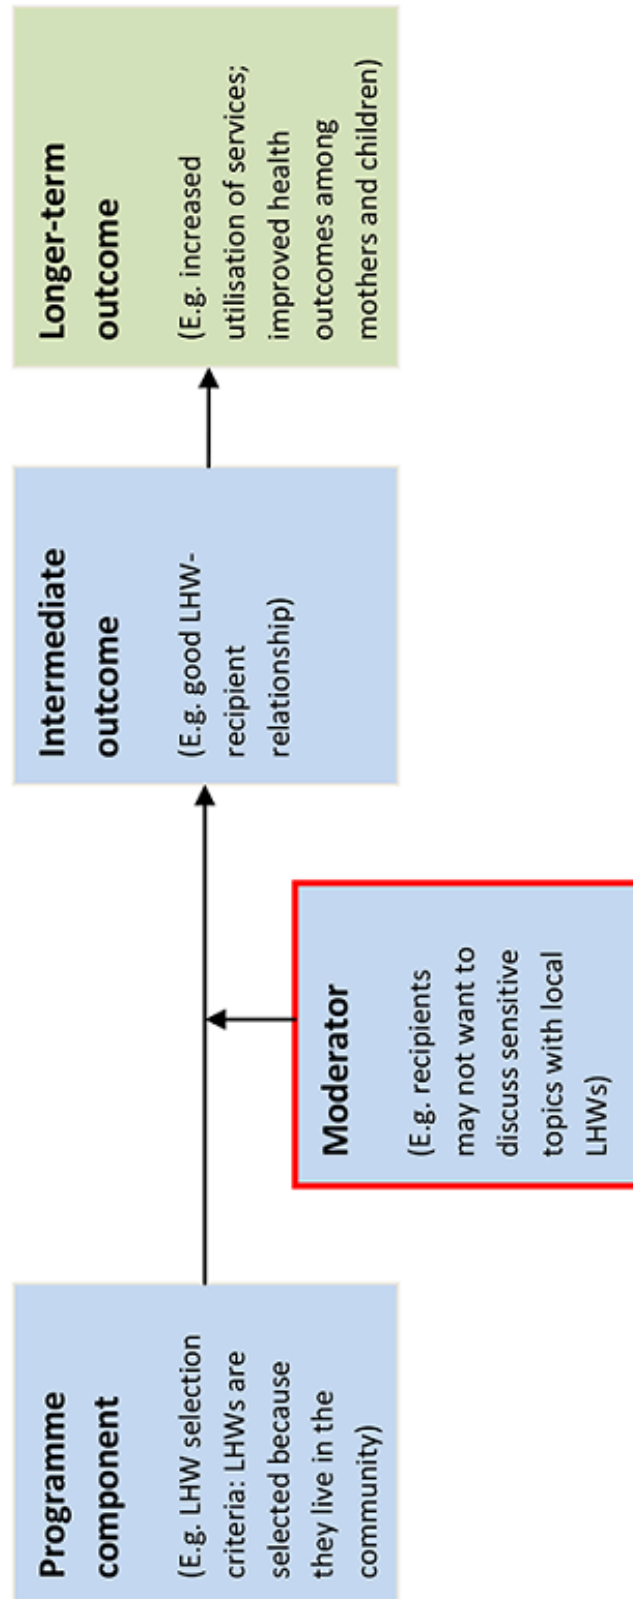 Programme
component
(E.g. LHW selection
criteria: LHWs are
selected because
they live in the
community)
Moderator
(E.g. recipients
may not want to
discuss sensitive
topics with local
LHWs)
Intermediate
outcome
(E.g. good LHW-
recipient
relationship)
Longer-term
outcome
(E.g. increased
utilisation of services;
improved health
outcomes among
mothers and children)